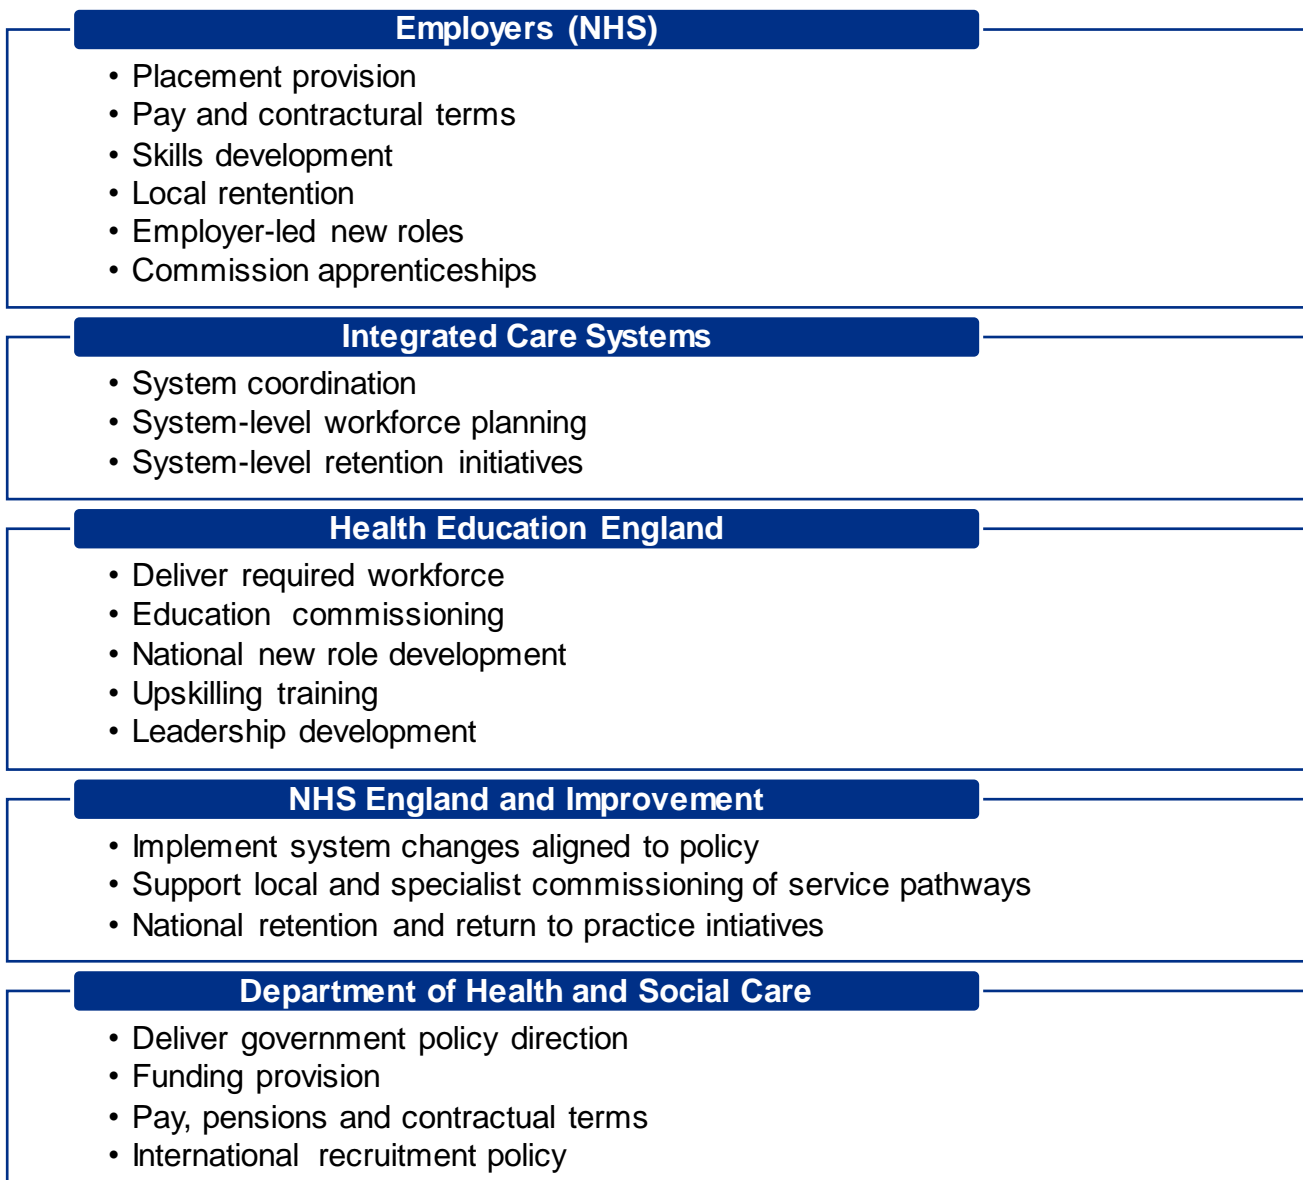 Employers (NHS)
• Placement provision
• Pay and contractural terms
• Skills development
• Local rentention
• Employer-led new roles
• Commission apprenticeships
Integrated Care Systems
• System coordination
• System-level workforce planning
• System-level retention initiatives
Health Education England
• Deliver required workforce
• Education commissioning
• National new role development
• Upskilling training
• Leadership development
NHS England and Improvement
• Implement system changes aligned to policy
• Support local and specialist commissioning of service pathways
• National retention and return to practice intiatives
Department of Health and Social Care
• Deliver government policy direction
• Funding provision
• Pay, pensions and contractual terms
• International recruitment policy